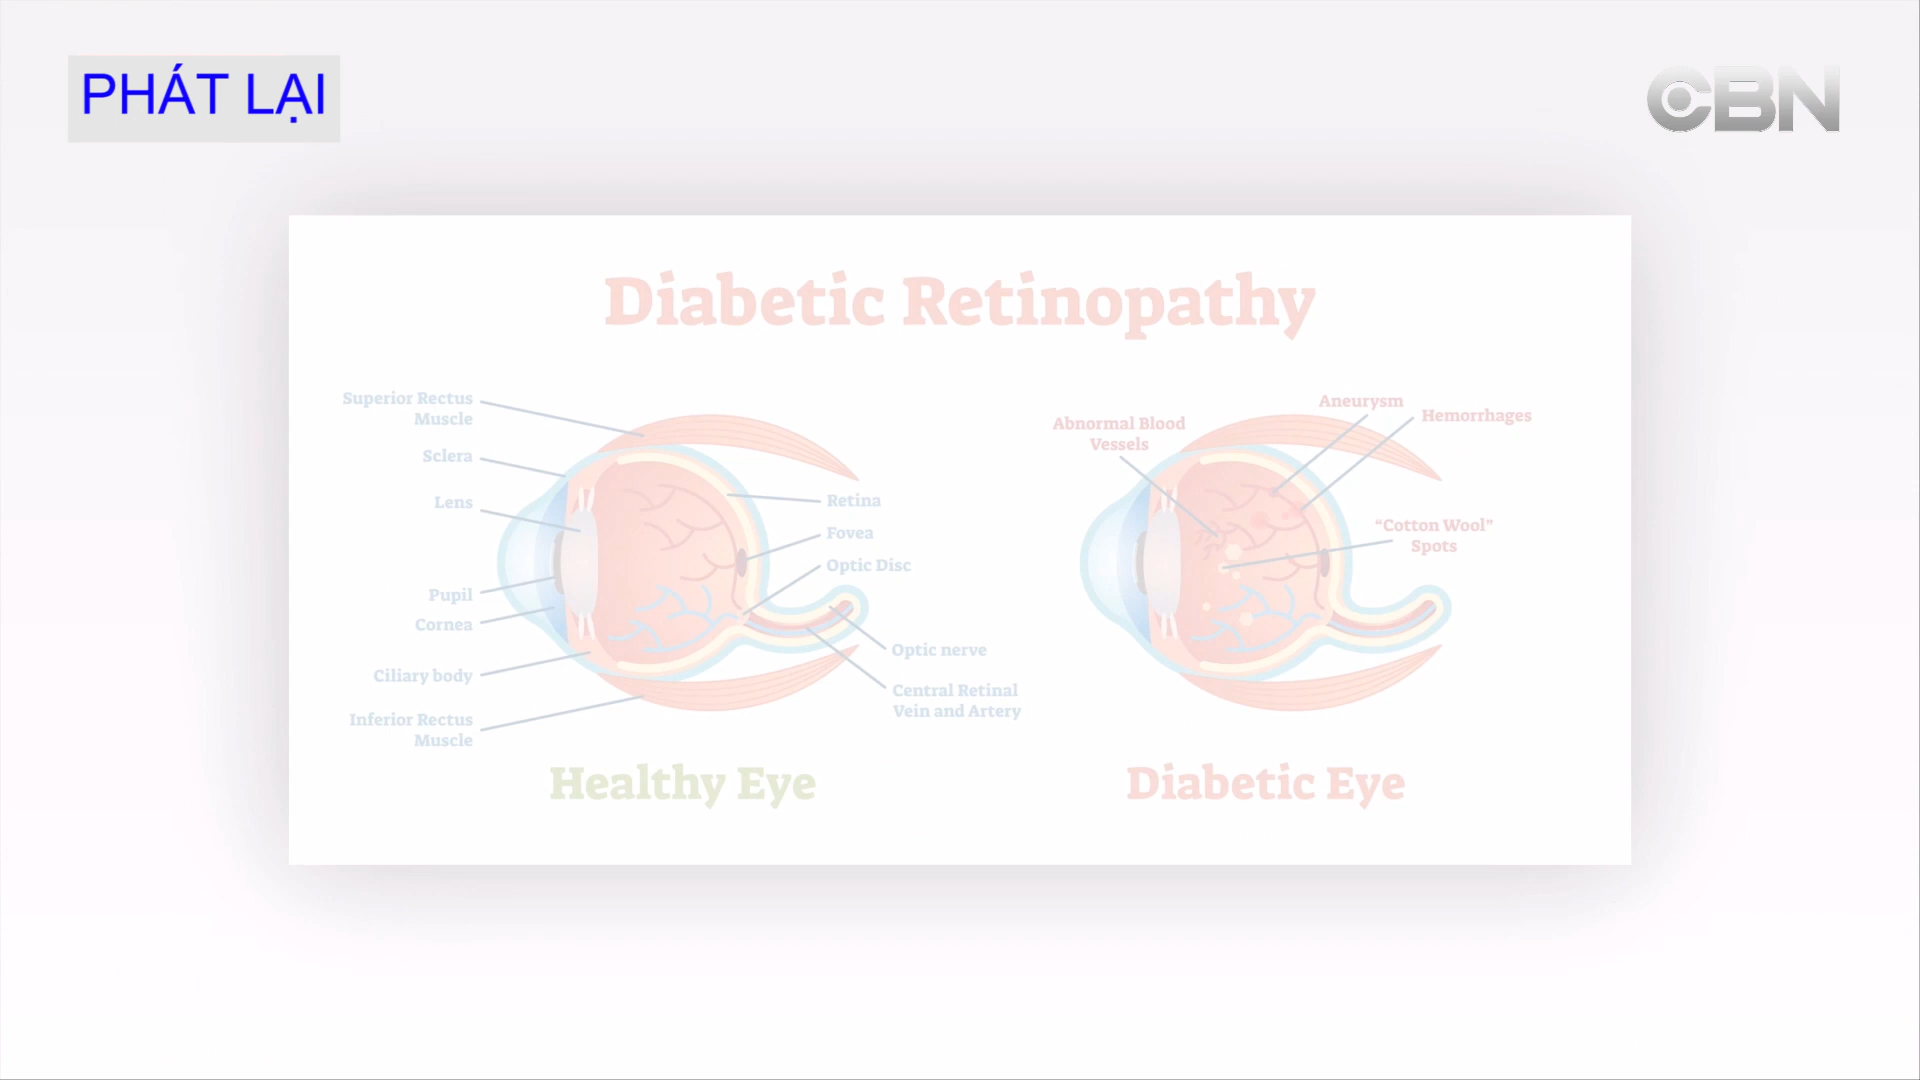 PHÁT LẠI
CBN
Diabetic Retinopathy
Superior Rectus
Muscle
Sclera
Lens
Pupil
Cornea
Ciliary body
Inferior Rectus
Muscle
Retina
Fovea
Optic Disc
Optic nerve
Central Retinal
Vein and Artery
Healthy Eye
Abnormal Blood
Vessels
Aneurysm
Hemorrhages
“Cotton Wool”
Spots
Diabetic Eye